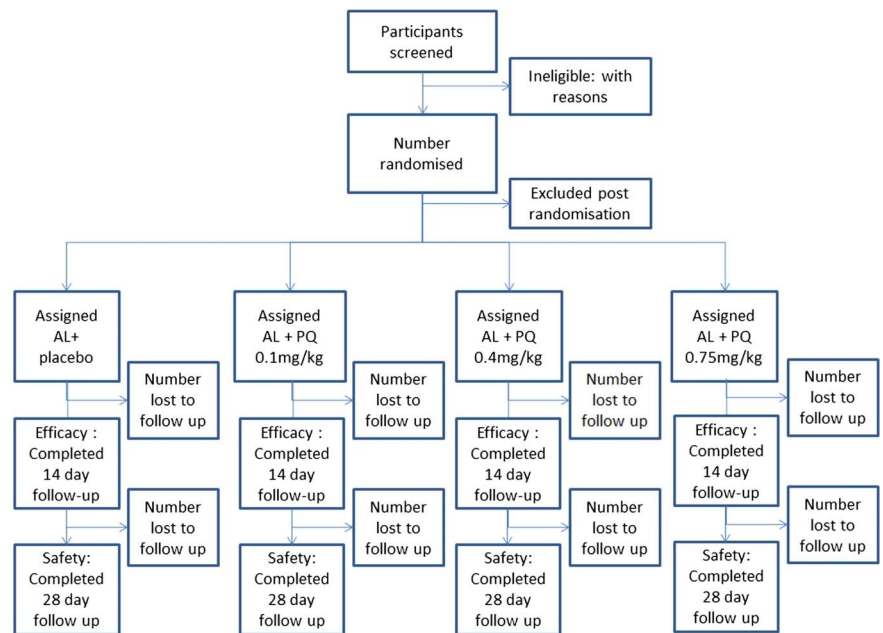 Participants
screened
Ineligible: with
reasons
Number
randomised
Excluded post
randomisation
Assigned
AL+
placebo
Number
lost to
follow up
Efficacy :
Completed
14 day
follow-up
Number
lost to
follow up
Safety:
Completed
28 day
follow up
Assigned
AL + PQ
0.1mg/kg
Number
lost to
follow up
Efficacy :
Completed
14 day
follow-up
Number
lost to
follow up
Safety:
Completed
28 day
follow up
Assigned
AL + PQ
0.4mg/kg
Number
lost to
follow up
Efficacy :
Completed
14 day
follow-up
Number
lost to
follow up
Safety:
Completed
28 day
follow up
Assigned
AL + PQ
0.75mg/kg
Number
lost to
follow up
Efficacy :
Completed
14 day
follow-up
Number
lost to
follow up
Safety:
Completed
28 day
follow up